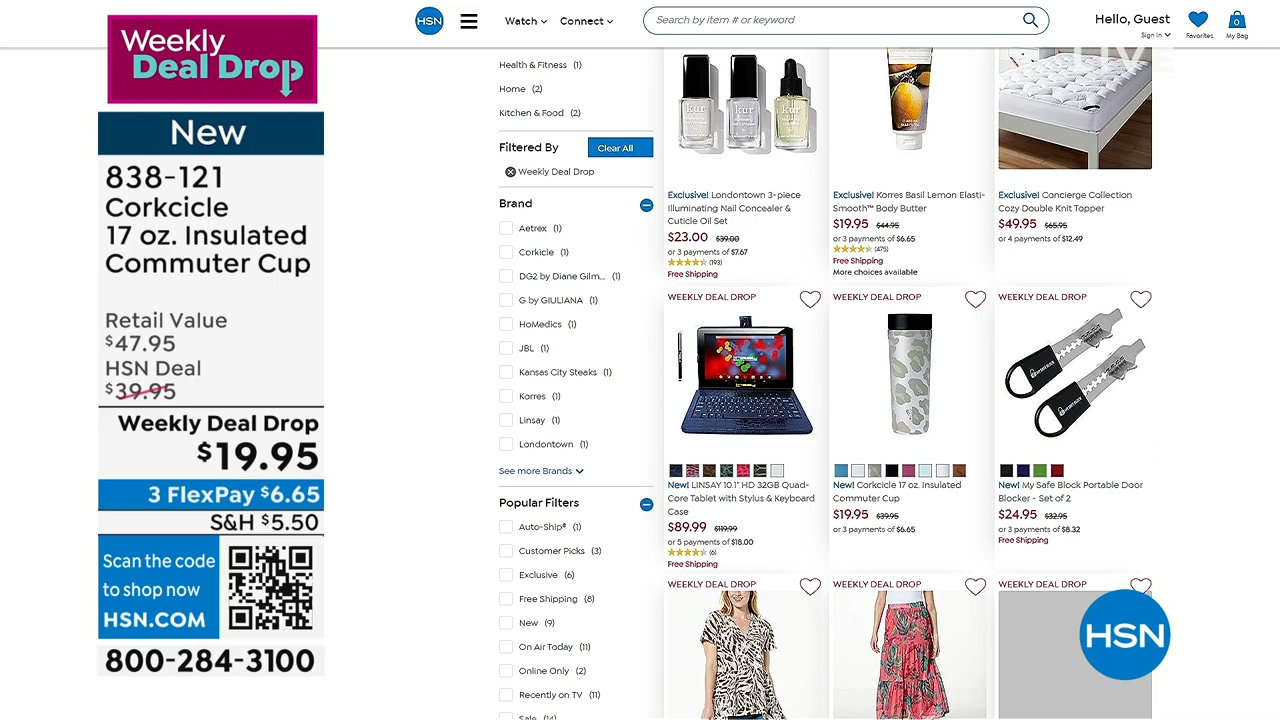 Weekly
Deal Drop
New
838-121
Corkcicle
17 oz. Insulated
Commuter Cup
Retail Value
$47.95
HSN Deal
$39.95
Weekly Deal Drop
$19.95
3 FlexPay $6.65
S&H $5.50
Scan the code
to shop now
HSN.COM
800-284-3100
HSN
Watch
Connect
Search by item # or keyword
Hello, Guest
Sign In
Favorites
0
My Bag
LIVE
Health & Fitness (1)
Home (2)
Kitchen & Food (2)
Filtered By
Clear All
Weekly Deal Drop
Brand
Aetrex (1)
Corkicle (1)
DG2 by Diane Gilm... (1)
G by GIULIANA (1)
HoMedics (1)
JBL (1)
Kansas City Steaks (1)
Korres (1)
Linsay (1)
Londontown (1)
See more Brands
Popular Filters
Auto-Ship® (1)
Customer Picks (3)
Exclusive (6)
Free Shipping (8)
New (9)
On Air Today (11)
Online Only (2)
Recently on TV (11)
Sale (14)
kur
kur
kur
Exclusive! Londontown 3-piece
Illuminating Nail Concealer &
Cuticle Oil Set
$23.00 $39.00
or 3 payments of $7.67
(193)
Free Shipping
Exclusive! Korres Basil Lemon Elasti-
Smooth™ Body Butter
$19.95 $44.95
or 3 payments of $6.65
(475)
Free Shipping
More choices available
Exclusive! Concierge Collection
Cozy Double Knit Topper
$49.95 $65.95
or 4 payments of $12.49
WEEKLY DEAL DROP
New! LINSAY 10.1" HD 32GB Quad-
Core Tablet with Stylus & Keyboard
Case
$89.99 $119.99
or 5 payments of $18.00
(6)
Free Shipping
WEEKLY DEAL DROP
New! Corkcicle 17 oz. Insulated
Commuter Cup
$19.95 $39.95
or 3 payments of $6.65
WEEKLY DEAL DROP
New! My Safe Block Portable Door
Blocker - Set of 2
$24.95 $32.95
or 3 payments of $8.32
Free Shipping
WEEKLY DEAL DROP
WEEKLY DEAL DROP
WEEKLY DEAL DROP
HSN